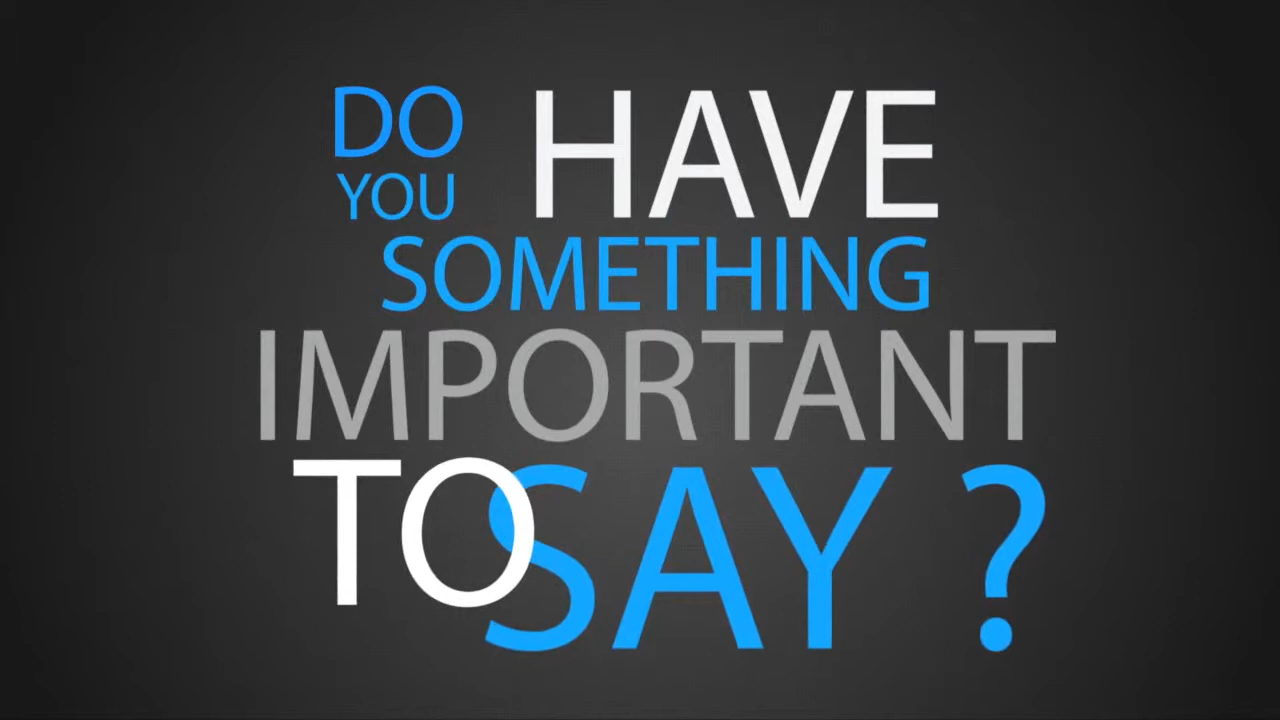 DO HAVE
YOU
SOMETHING
IMPORTANT
TO SAY ?